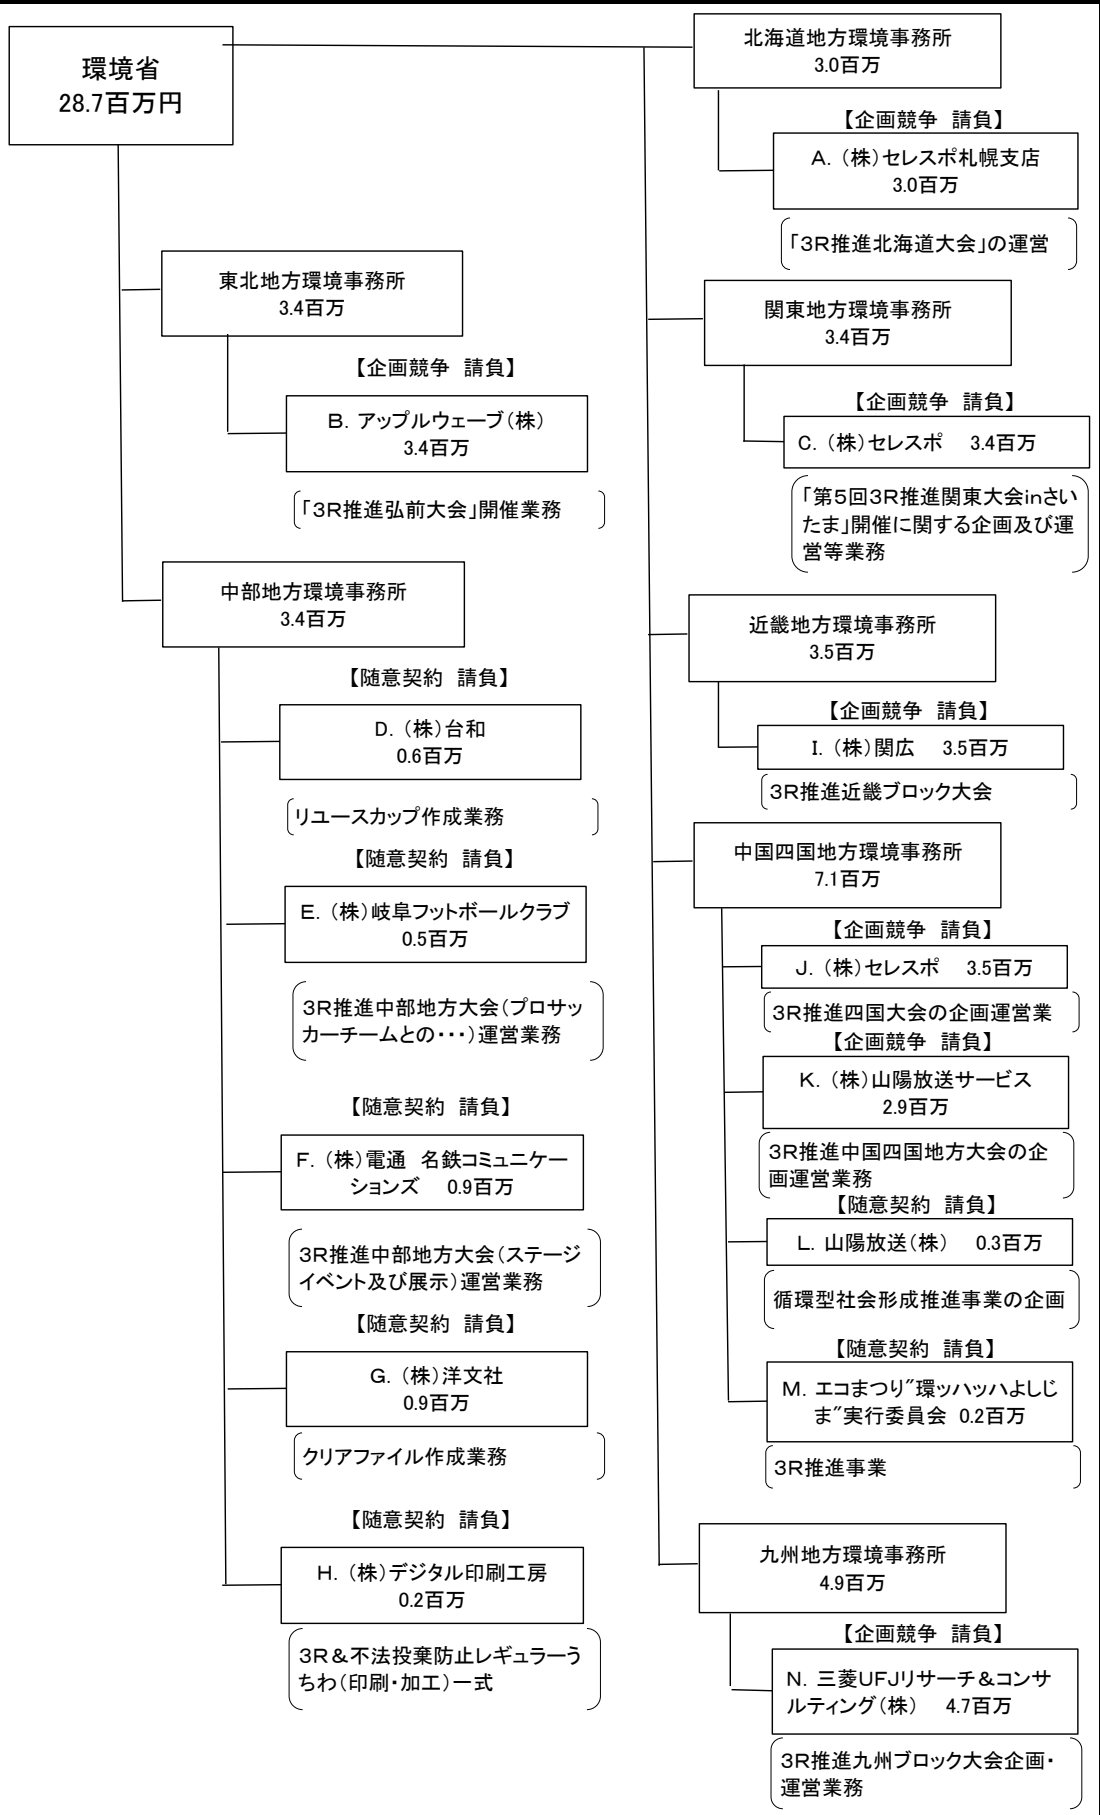 環境省
28.7百万円
東北地方環境事務所
3.4百万
【企画競争 請負】
B. アップルウェーブ(株)
3.4百万
「3R推進弘前大会」開催業務
中部地方環境事務所
3.4百万
【随意契約 請負】
D. (株)台和
0.6百万
リユースカップ作成業務
【随意契約 請負】
E. (株)岐阜フットボールクラブ
0.5百万
3R推進中部地方大会(プロサッ
カーチームとの・・・)運営業務
【随意契約 請負】
F. (株)電通 名鉄コミュニケー
ションズ 0.9百万
3R推進中部地方大会(ステージ
イベント及び展示)運営業務
【随意契約 請負】
G. (株)洋文社
0.9百万
クリアファイル作成業務
【随意契約 請負】
H. (株)デジタル印刷工房
0.2百万
3R&不法投棄防止レギュラーう
ちわ(印刷・加工)一式
北海道地方環境事務所
3.0百万
【企画競争 請負】
A. (株)セレスポ札幌支店
3.0百万
「3R推進北海道大会」の運営
関東地方環境事務所
3.4百万
【企画競争 請負】
C. (株)セレスポ 3.4百万
「第5回3R推進関東大会inさい
たま」開催に関する企画及び運
営等業務
近畿地方環境事務所
3.5百万
【企画競争 請負】
I. (株)関広 3.5百万
3R推進近畿ブロック大会
中国四国地方環境事務所
7.1百万
【企画競争 請負】
J. (株)セレスポ 3.5百万
3R推進四国大会の企画運営業
【企画競争 請負】
K. (株)山陽放送サービス
2.9百万
3R推進中国四国地方大会の企
画運営業務
【随意契約 請負】
L. 山陽放送(株) 0.3百万
循環型社会形成推進事業の企画
【随意契約 請負】
M. エコまつり"環ッハッハよしじ
ま"実行委員会 0.2百万
3R推進事業
九州地方環境事務所
4.9百万
【企画競争 請負】
N. 三菱UFJリサーチ&コンサ
ルティング(株) 4.7百万
3R推進九州ブロック大会企画・
運営業務